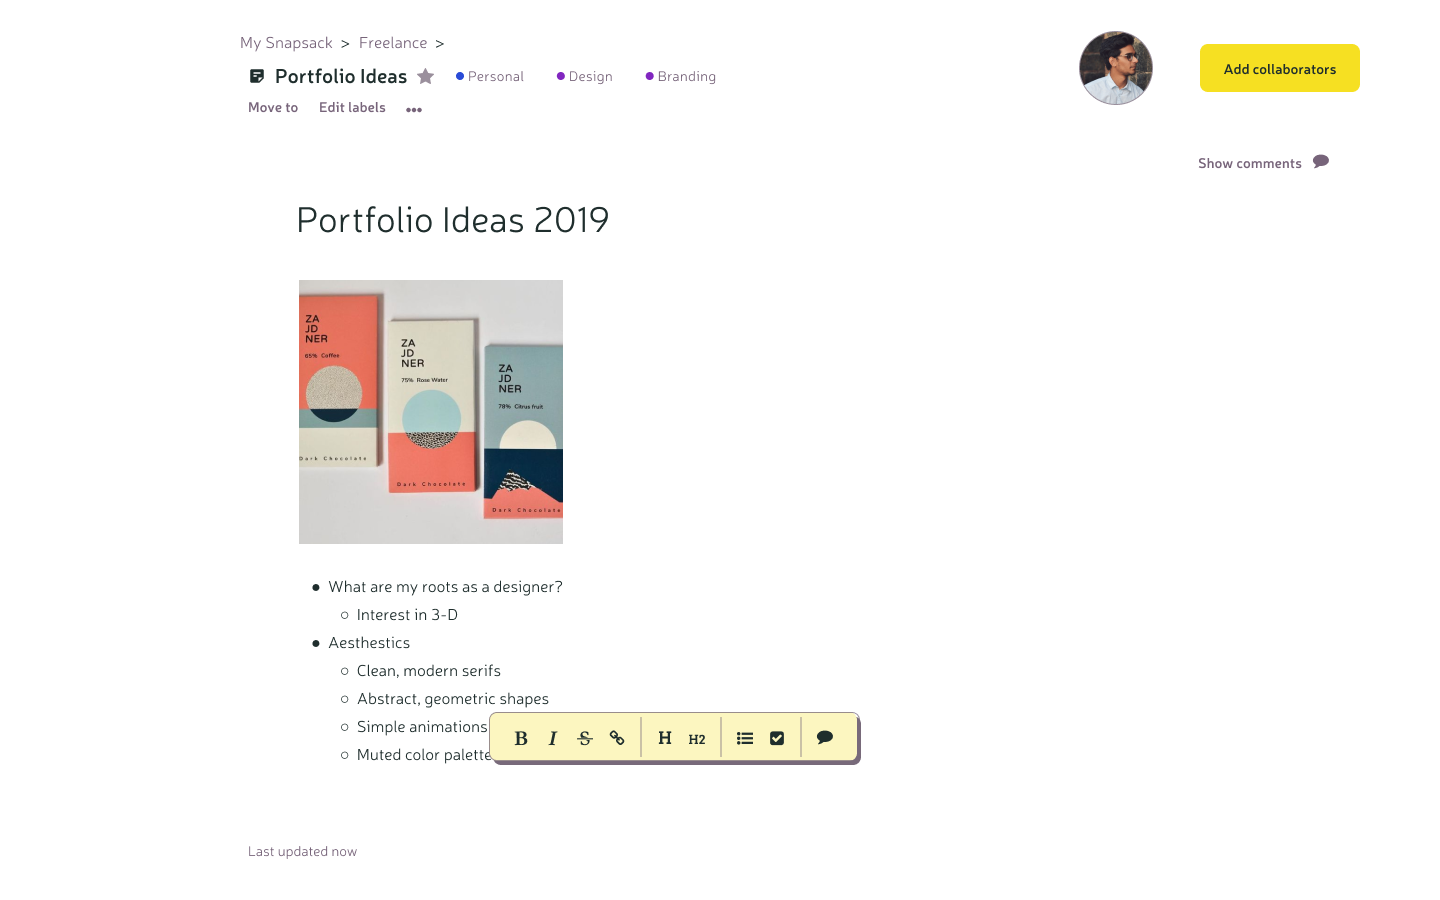 My Snapsack > Freelance >
Portfolio Ideas Personal Design Branding
Move to Edit labels •••
Add collaborators
Show comments
Portfolio Ideas 2019
ZA
JD
NER
65% Coffee
Dark Chocolate
ZA
JD
NER
75% Rose Water
Dark Chocolate
ZA
JD
NER
78% Citrus fruit
Dark Chocolate
● What are my roots as a designer?
○ Interest in 3-D
● Aesthestics
○ Clean, modern serifs
○ Abstract, geometric shapes
○ Simple animations
○ Muted color palette
B I S H H2
Last updated now